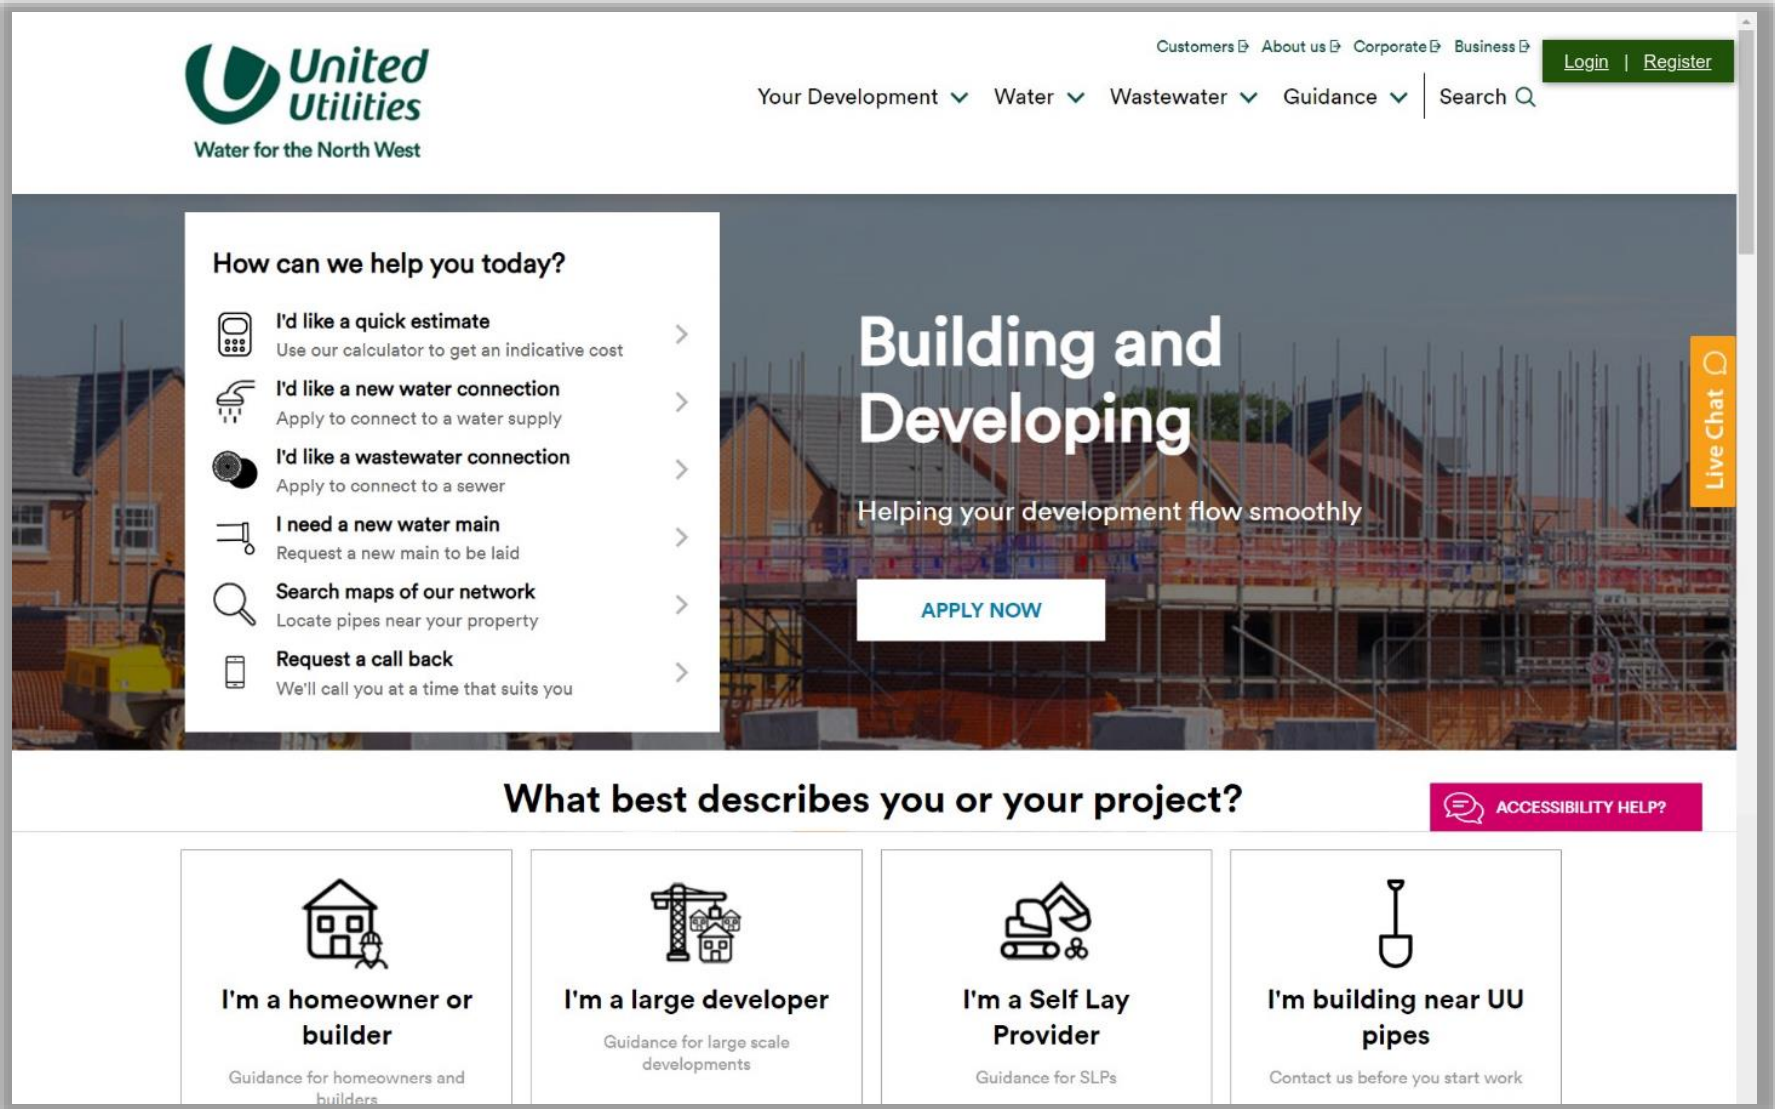 United
Utilities
Water for the North West
Customers About us Corporate Business
Login | Register
Your Development Water Wastewater Guidance Search
How can we help you today?
I'd like a quick estimate
Use our calculator to get an indicative cost
I'd like a new water connection
Apply to connect to a water supply
I'd like a wastewater connection
Apply to connect to a sewer
I need a new water main
Request a new main to be laid
Search maps of our network
Locate pipes near your property
Request a call back
We'll call you at a time that suits you
Building and
Developing
Helping your development flow smoothly
APPLY NOW
Live Chat
What best describes you or your project?
ACCESSIBILITY HELP?
I'm a homeowner or
builder
Guidance for homeowners and
builders
I'm a large developer
Guidance for large scale
developments
I'm a Self Lay
Provider
Guidance for SLPs
I'm building near UU
pipes
Contact us before you start work